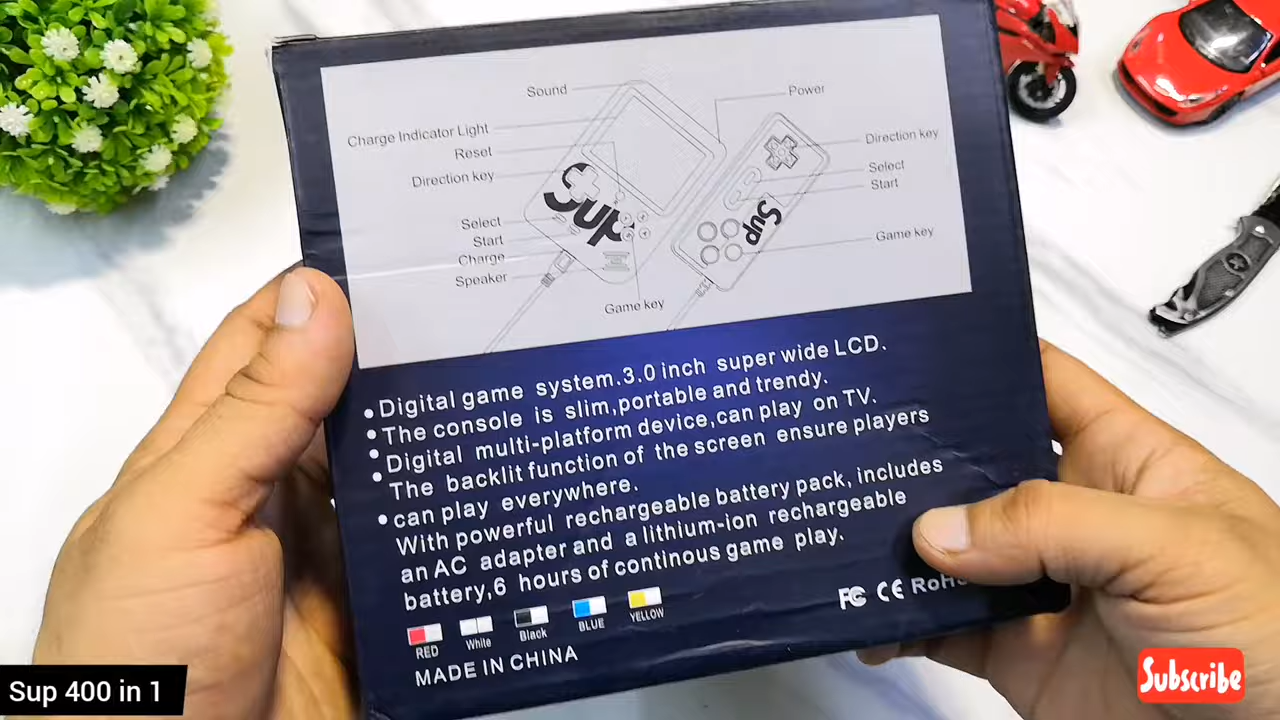 Sound
Power
Charge Indicator Light
Direction key
Reset
Select
Direction key
Start
Sup
Sup
Select
Start
Game key
Charge
Speaker
Game key
Digital game system.3.0 inch super wide LCD.
The console is slim,portable and trendy.
Digital multi-platform device,can play on TV.
The backlit function of the screen ensure players
can play everywhere.
With powerful rechargeable battery pack, includes
an AC adapter and a lithium-ion rechargeable
battery,6 hours of continous game play.
RED White Black BLUE YELLOW
FC CE RoHS
MADE IN CHINA
Sup 400 in 1
Subscribe